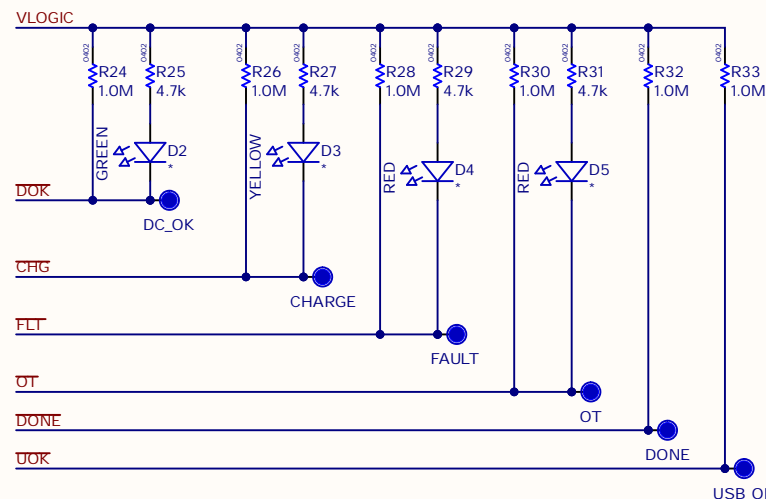 VLOGIC
0402
R24
1.0M
0402
R25
4.7k
0402
R26
1.0M
0402
R27
4.7k
0402
R28
1.0M
0402
R29
4.7k
0402
R30
1.0M
0402
R31
4.7k
0402
R32
1.0M
0402
R33
1.0M
GREEN
D2
*
YELLOW
D3
*
RED
D4
*
RED
D5
*
DOK
DC_OK
CHG
CHARGE
FLT
FAULT
OT
OT
DONE
DONE
UOK
USB